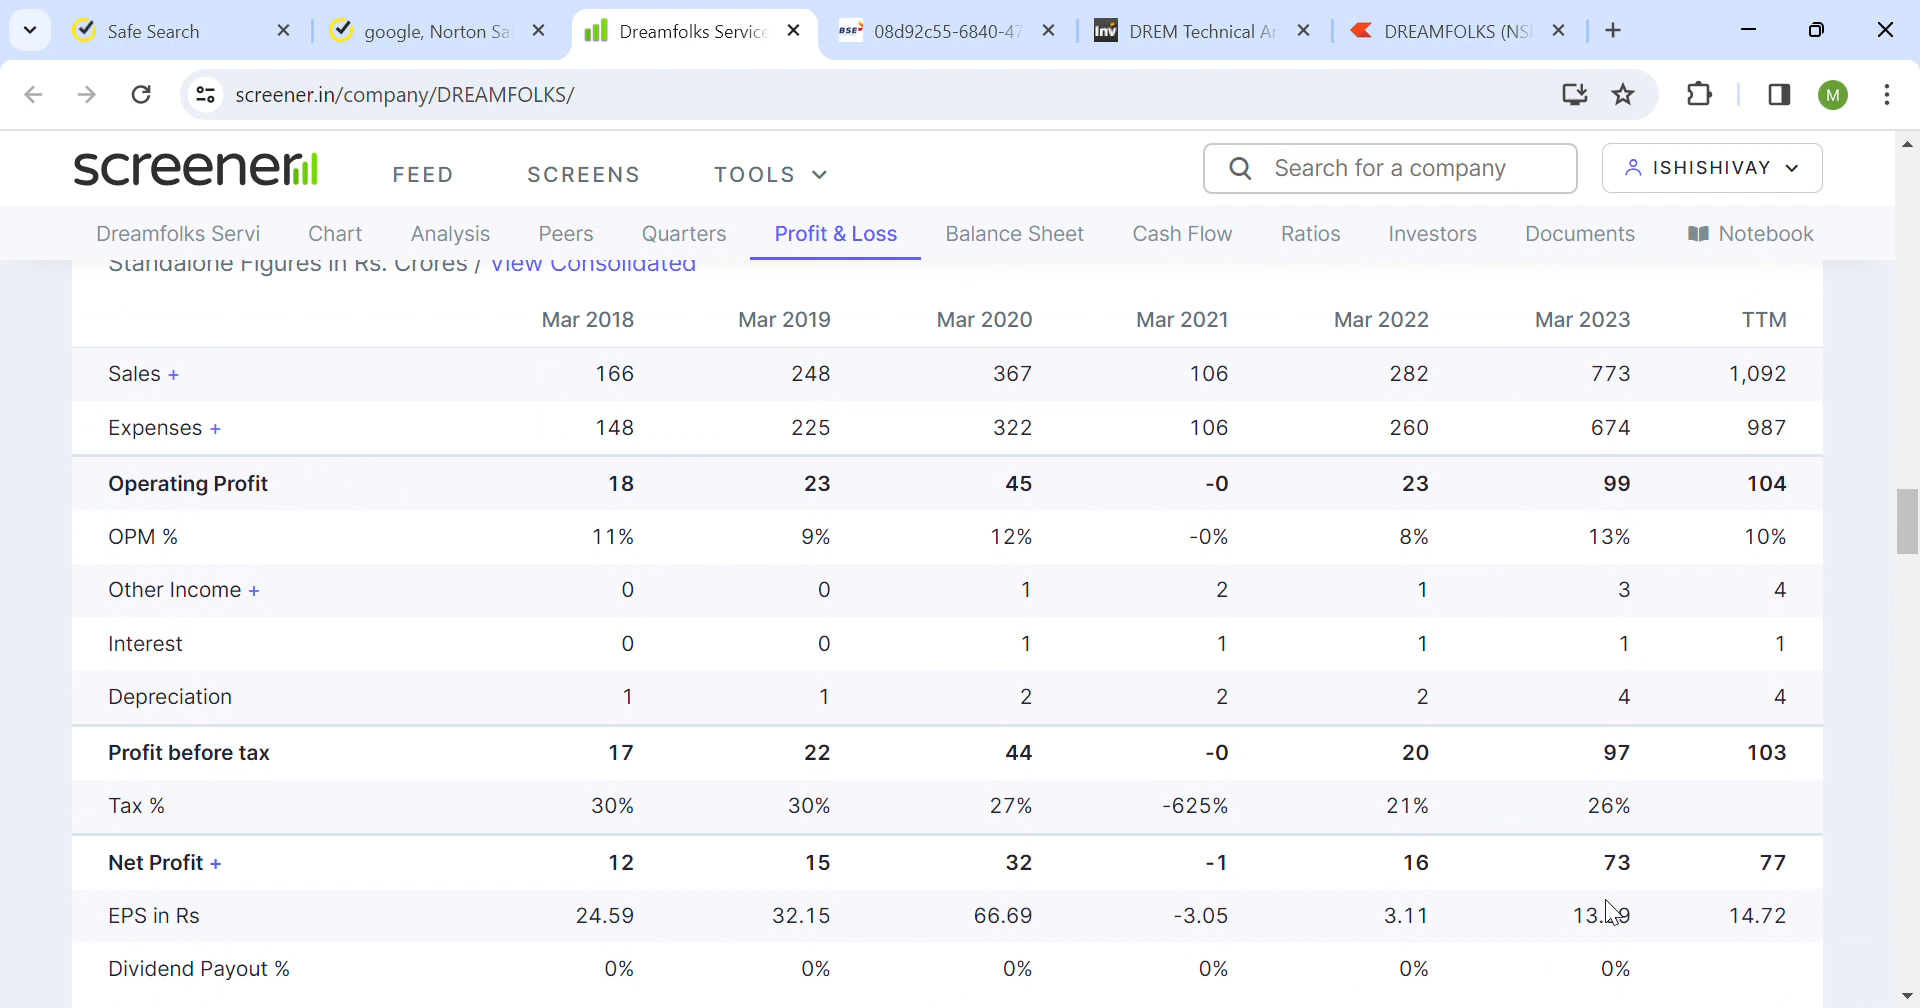 Safe Search
google, Norton Sa
Dreamfolks Service
BSE
08d92c55-6840-47
Inv
DREM Technical An
DREAMFOLKS (NSE
screener.in/company/DREAMFOLKS/
M
screener
FEED
SCREENS
TOOLS
Search for a company
ISHISHIVAY
Dreamfolks Servi Chart Analysis Peers Quarters Profit & Loss Balance Sheet Cash Flow Ratios Investors Documents Notebook
Standalone Figures in Rs. Crores / View Consolidated
Mar 2018 Mar 2019 Mar 2020 Mar 2021 Mar 2022 Mar 2023 TTM
Sales + 166 248 367 106 282 773 1,092
Expenses + 148 225 322 106 260 674 987
Operating Profit 18 23 45 -0 23 99 104
OPM % 11% 9% 12% -0% 8% 13% 10%
Other Income + 0 0 1 2 1 3 4
Interest 0 0 1 1 1 1 1
Depreciation 1 1 2 2 2 4 4
Profit before tax 17 22 44 -0 20 97 103
Tax % 30% 30% 27% -625% 21% 26%
Net Profit + 12 15 32 -1 16 73 77
EPS in Rs 24.59 32.15 66.69 -3.05 3.11 14.72
Dividend Payout % 0% 0% 0% 0% 0% 0%